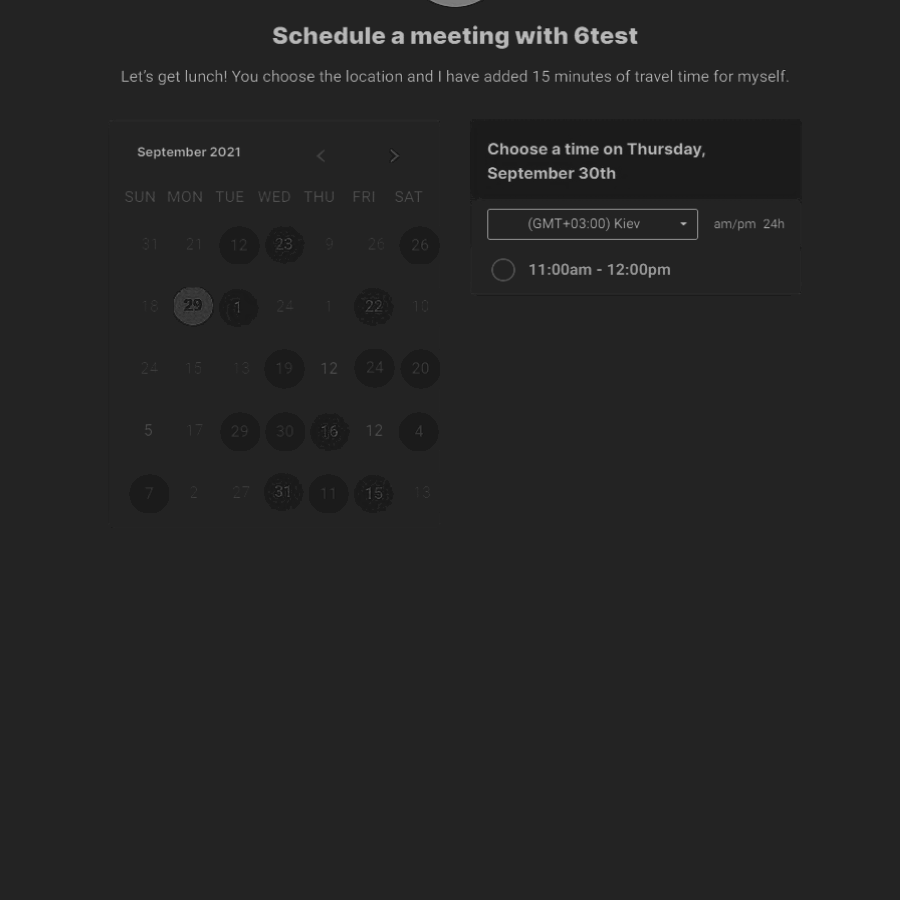 Schedule a meeting with 6test
Let's get lunch! You choose the location and I have added 15 minutes of travel time for myself.
September 2021
SUN MON TUE WED THU FRI SAT
31 21 12 23 9 26 26
18 29 1 24 1 22 10
24 15 13 19 12 24 20
5 17 29 30 16 12 4
7 2 27 31 11 15 13
Choose a time on Thursday,
September 30th
(GMT+03:00) Kiev am/pm 24h
11:00am - 12:00pm